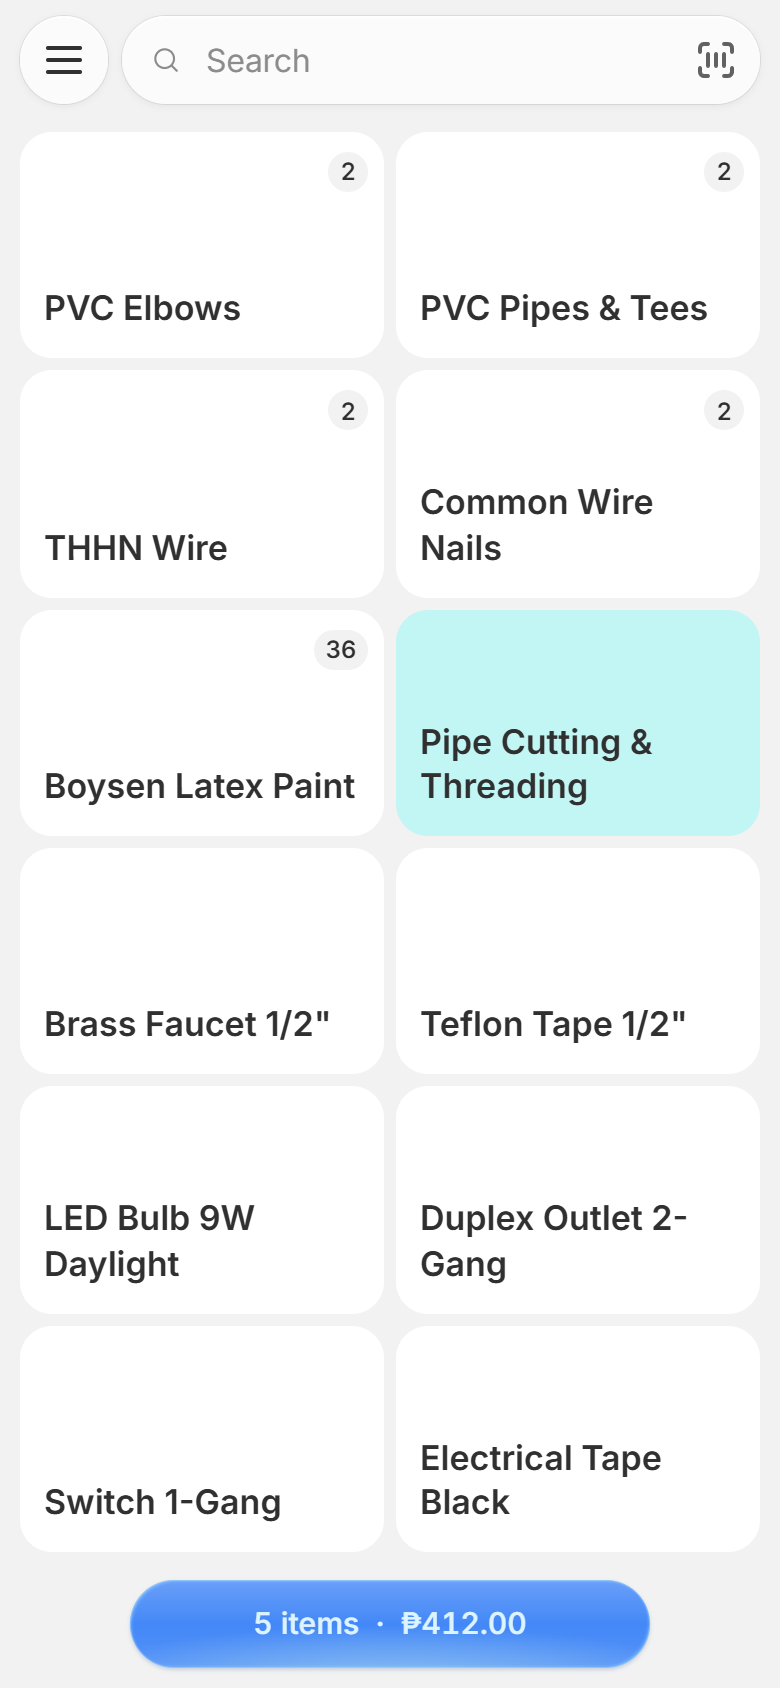 Search
2
PVC Elbows
2
PVC Pipes & Tees
2
THHN Wire
2
Common Wire
Nails
36
Boysen Latex Paint
Pipe Cutting &
Threading
Brass Faucet 1/2"
Teflon Tape 1/2"
LED Bulb 9W
Daylight
Duplex Outlet 2-
Gang
Switch 1-Gang
Electrical Tape
Black
5 items · ₱412.00